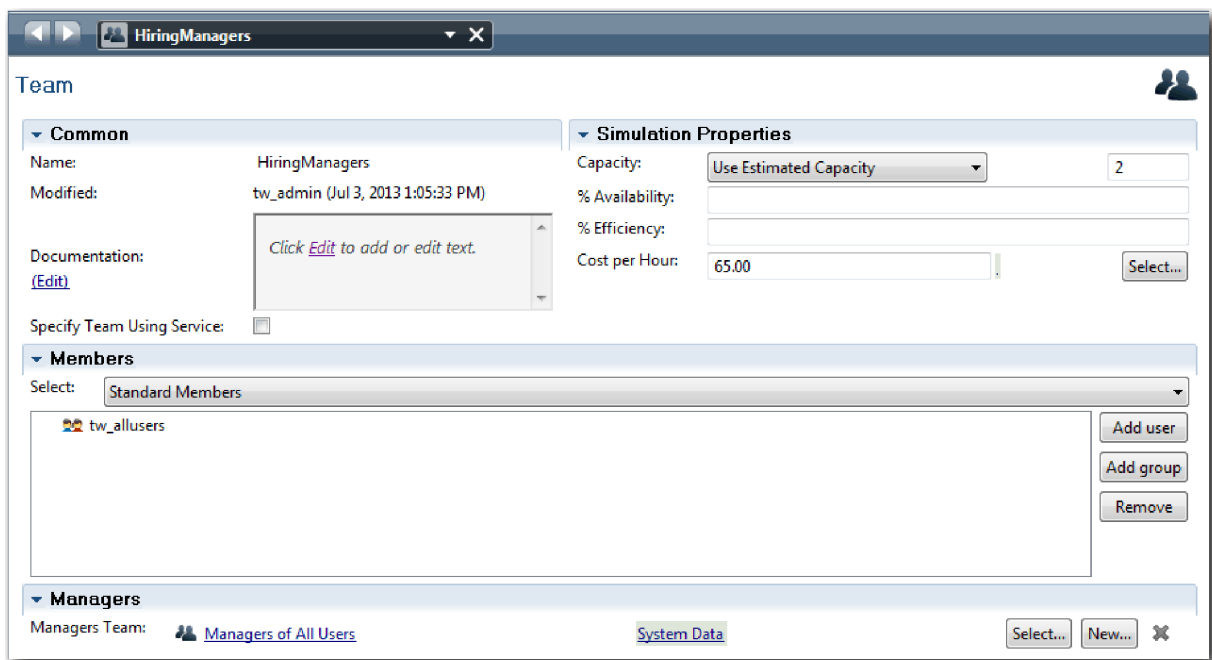 HiringManagers
Team
Common
Name: HiringManagers
Modified: tw_admin (Jul 3, 2013 1:05:33 PM)
Documentation:
(Edit)
Click Edit to add or edit text.
Specify Team Using Service:
Simulation Properties
Capacity: Use Estimated Capacity 2
% Availability:
% Efficiency:
Cost per Hour: 65.00 . Select...
Members
Select: Standard Members
tw_allusers
Add user
Add group
Remove
Managers
Managers Team: Managers of All Users System Data Select... New...